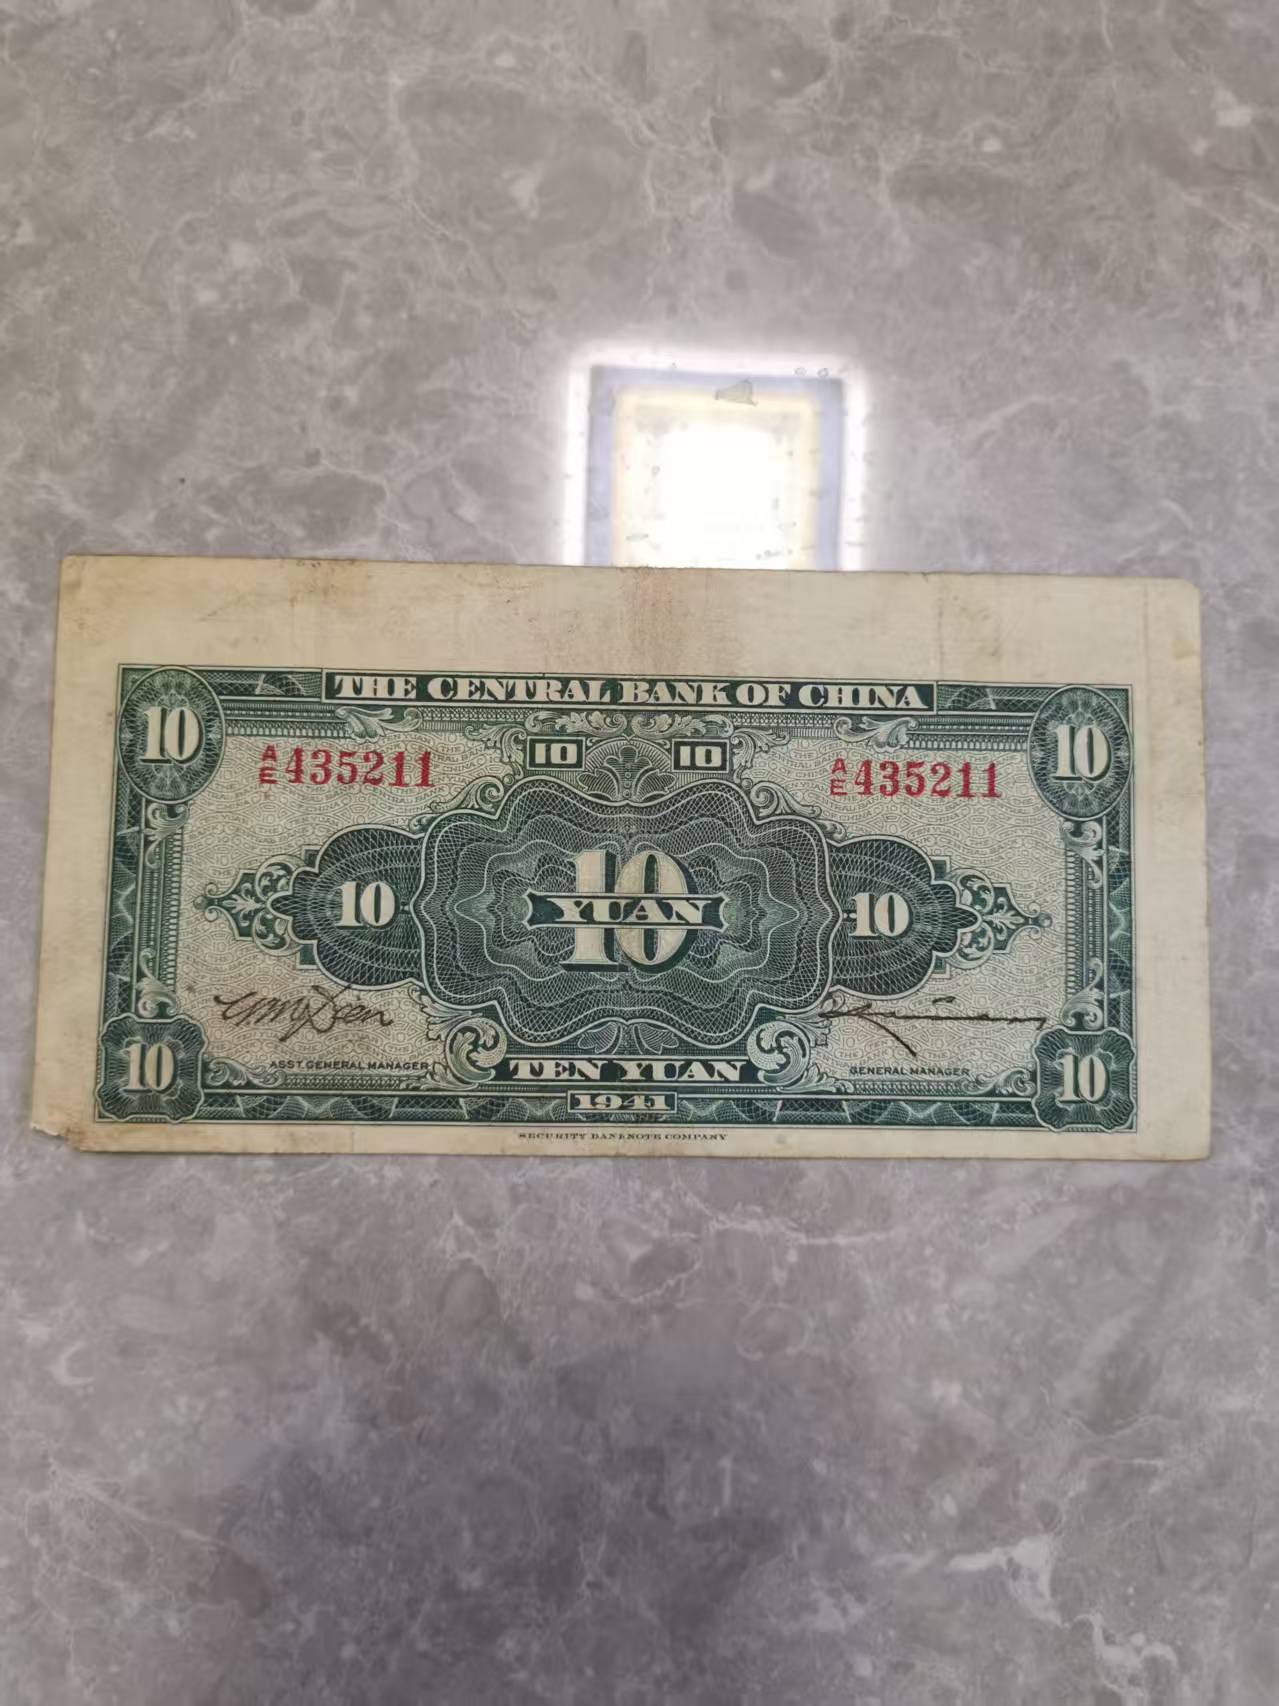 THE CENTRAL BANK OF CHINA
10 10
10 10
A/E 435211 A/E 435211
10 10 10
YUAN
ASST. GENERAL MANAGER GENERAL MANAGER
10 TEN YUAN 10
1941
SECURITY BANKNOTE COMPANY